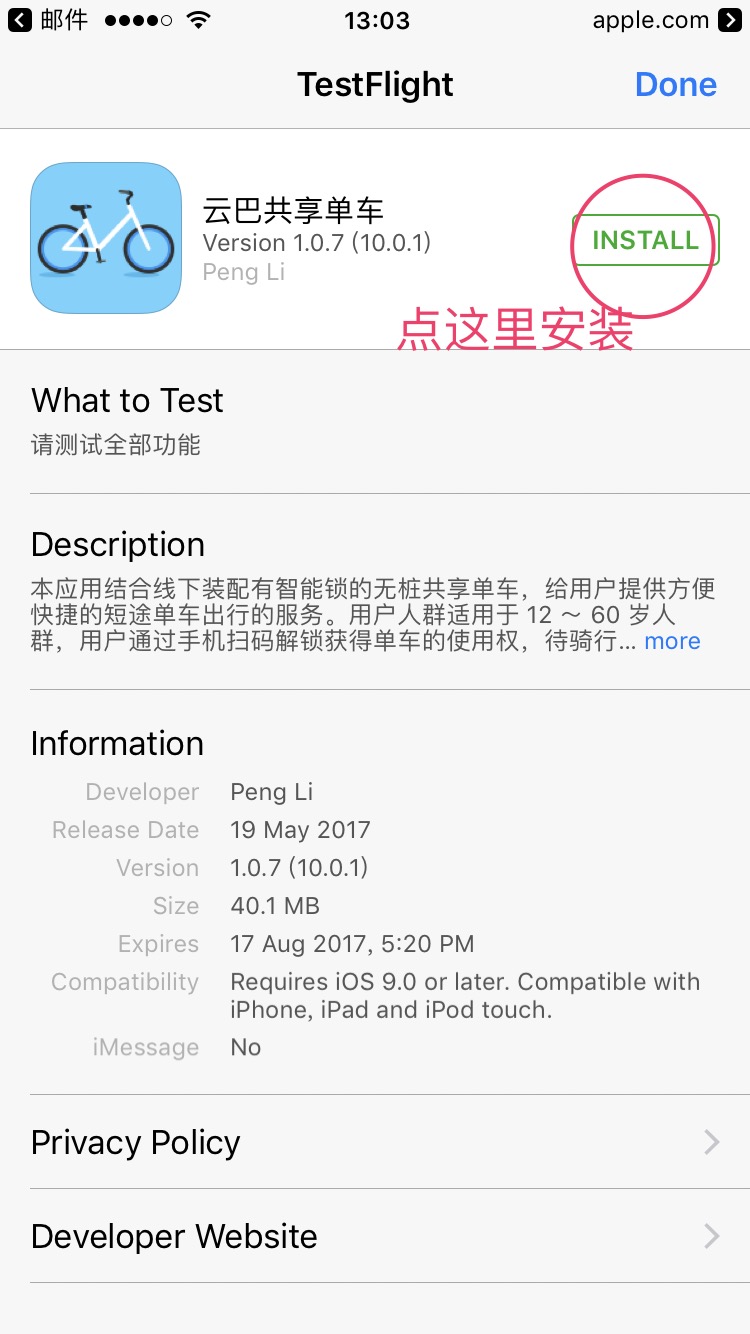 邮件 13:03 apple.com
TestFlight Done
云巴共享单车
Version 1.0.7 (10.0.1)
Peng Li
INSTALL
点这里安装
What to Test
请测试全部功能
Description
本应用结合线下装配有智能锁的无桩共享单车，给用户提供方便
快捷的短途单车出行的服务。用户人群适用于 12 ～ 60 岁人
群，用户通过手机扫码解锁获得单车的使用权，待骑行... more
Information
Developer Peng Li
Release Date 19 May 2017
Version 1.0.7 (10.0.1)
Size 40.1 MB
Expires 17 Aug 2017, 5:20 PM
Compatibility Requires iOS 9.0 or later. Compatible with
iPhone, iPad and iPod touch.
iMessage No
Privacy Policy
Developer Website